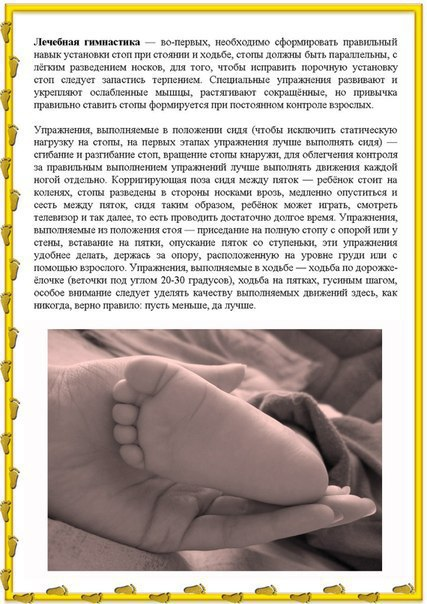 Лечебная гимнастика — во-первых, необходимо сформировать правильный
навык установки стоп при стоянии и ходьбе, стопы должны быть параллельны, с
лёгким разведением носков, для того, чтобы исправить порочную установку
стоп следует запастись терпением. Специальные упражнения развивают и
укрепляют ослабленные мышцы, растягивают сокращённые, но привычка
правильно ставить стопы формируется при постоянном контроле взрослых.
Упражнения, выполняемые в положении сидя (чтобы исключить статическую
нагрузку на стопы, на первых этапах упражнения лучше выполнять сидя) —
сгибание и разгибание стоп, вращение стопы кнаружи, для облегчения контроля
за правильным выполнением упражнений лучше выполнять движения каждой
ногой отдельно. Корригирующая поза сидя между пяток — ребёнок стоит на
коленях, стопы разведены в стороны носками врозь, медленно опуститься и
сесть между пяток, сидя таким образом, ребёнок может играть, смотреть
телевизор и так далее, то есть проводить достаточно долгое время. Упражнения,
выполняемые из положения стоя — приседание на полную стопу с опорой или у
стены, вставание на пятки, опускание пяток со ступеньки, эти упражнения
удобнее делать, держась за опору, расположенную на уровне груди или с
помощью взрослого. Упражнения, выполняемые в ходьбе — ходьба по дорожке-
ёлочке (веточки под углом 20-30 градусов), ходьба на пятках, гусиным шагом,
особое внимание следует уделять качеству выполняемых движений здесь, как
никогда, верно правило: пусть меньше, да лучше.